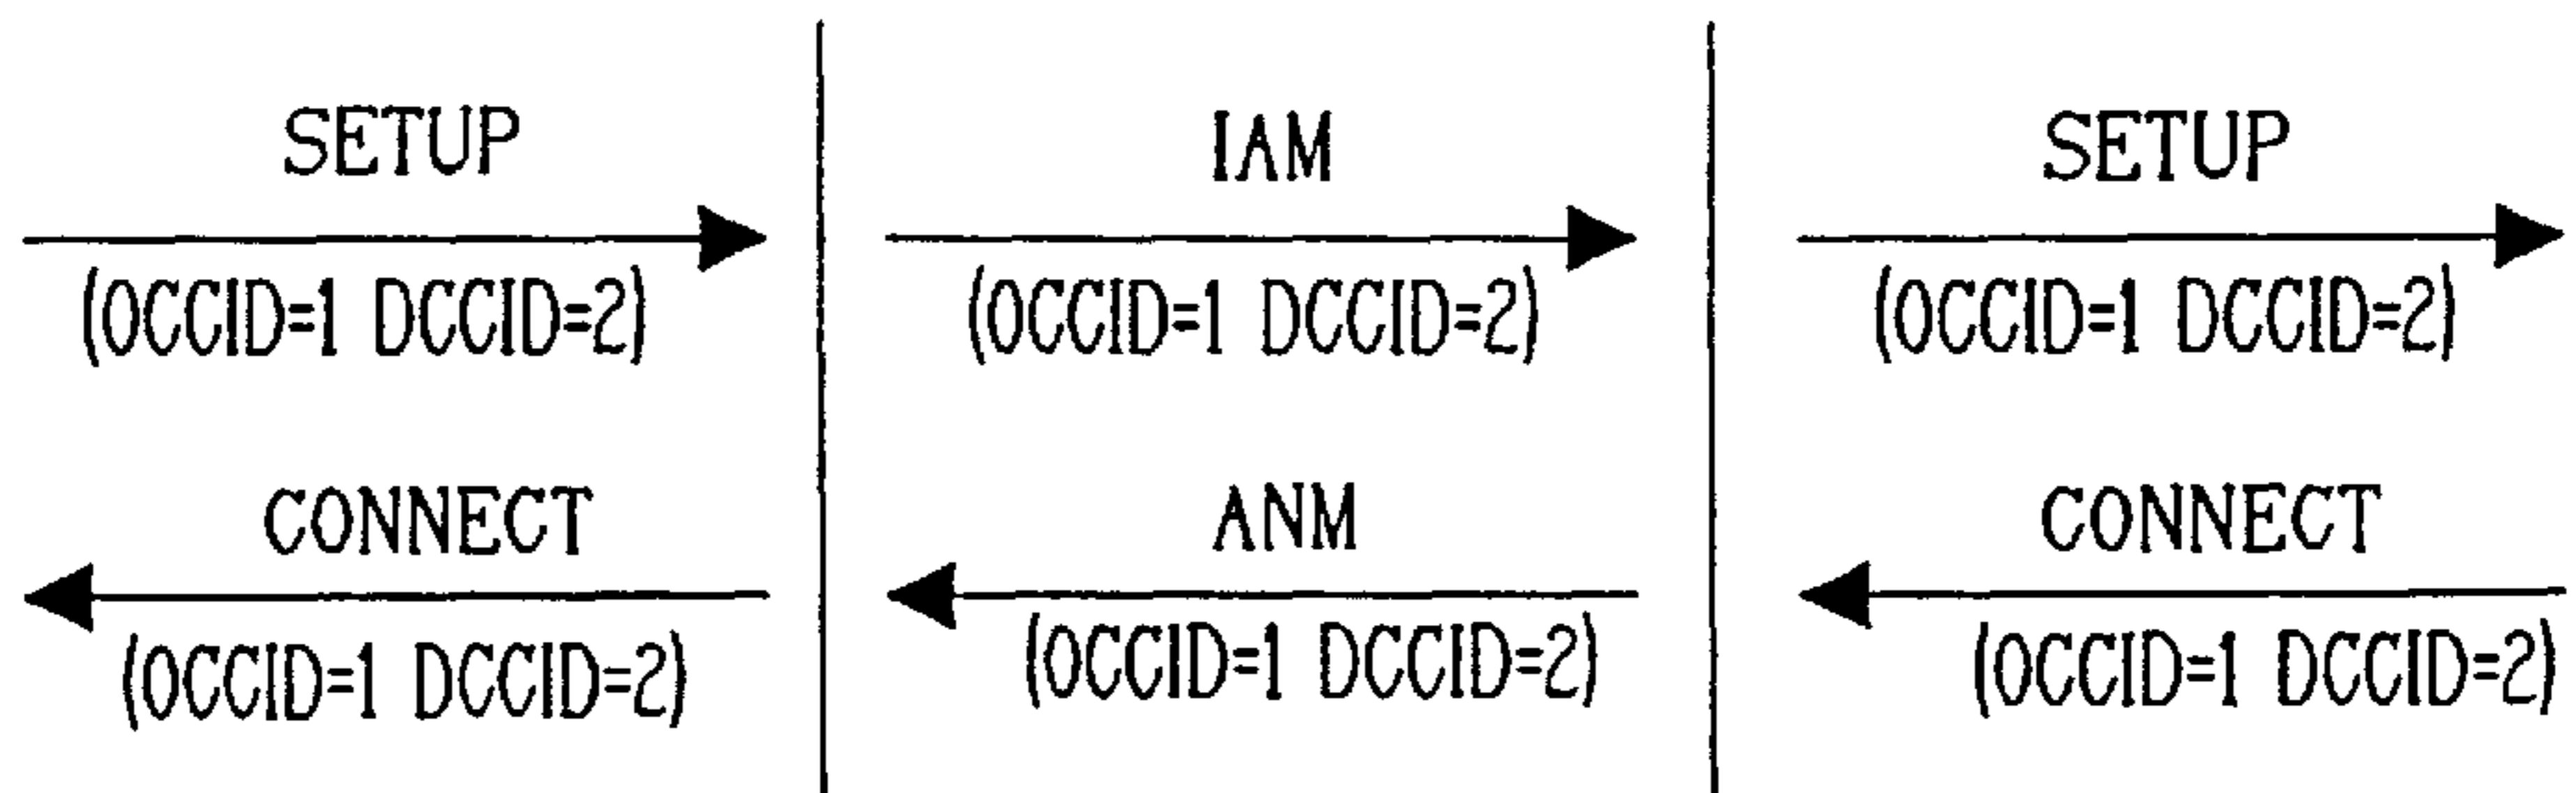 SETUP
IAM
SETUP
(OCCID=1 DCCID=2)
(OCCID=1 DCCID=2)
(OCCID=1 DCCID=2)
CONNECT
ANM
CONNECT
(OCCID=1 DCCID=2)
(OCCID=1 DCCID=2)
(OCCID=1 DCCID=2)